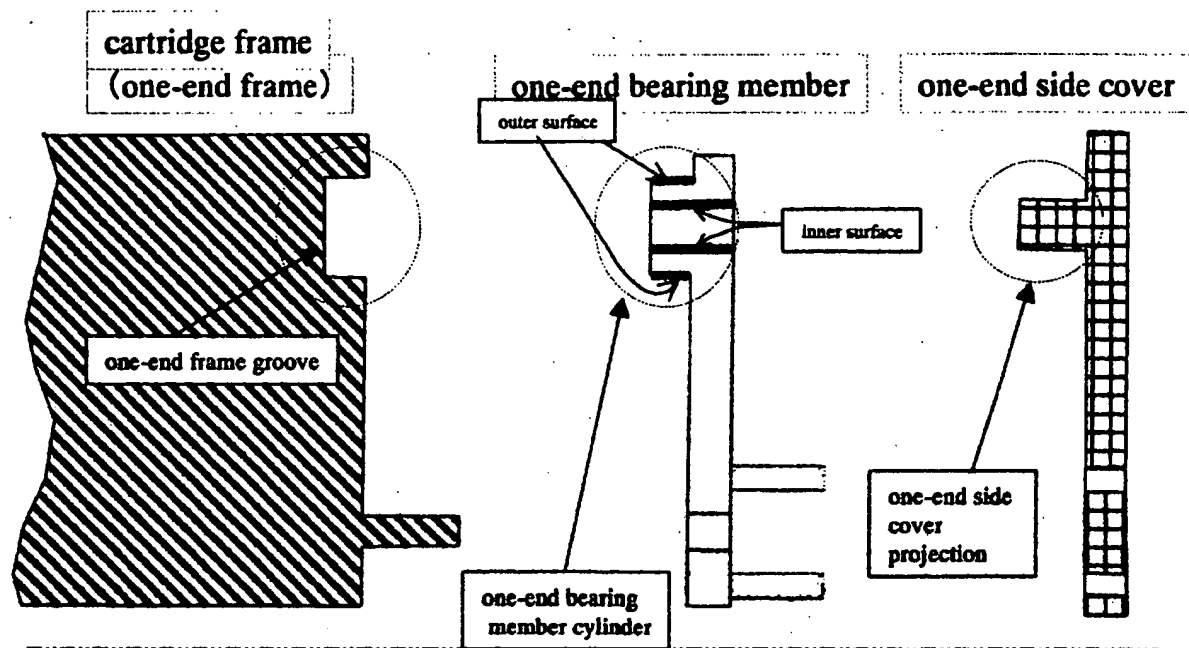 cartridge frame
(one-end frame)
one-end bearing member
one-end side cover
outer surface
inner surface
one-end frame groove
one-end side
cover
projection
one-end bearing
member cylinder